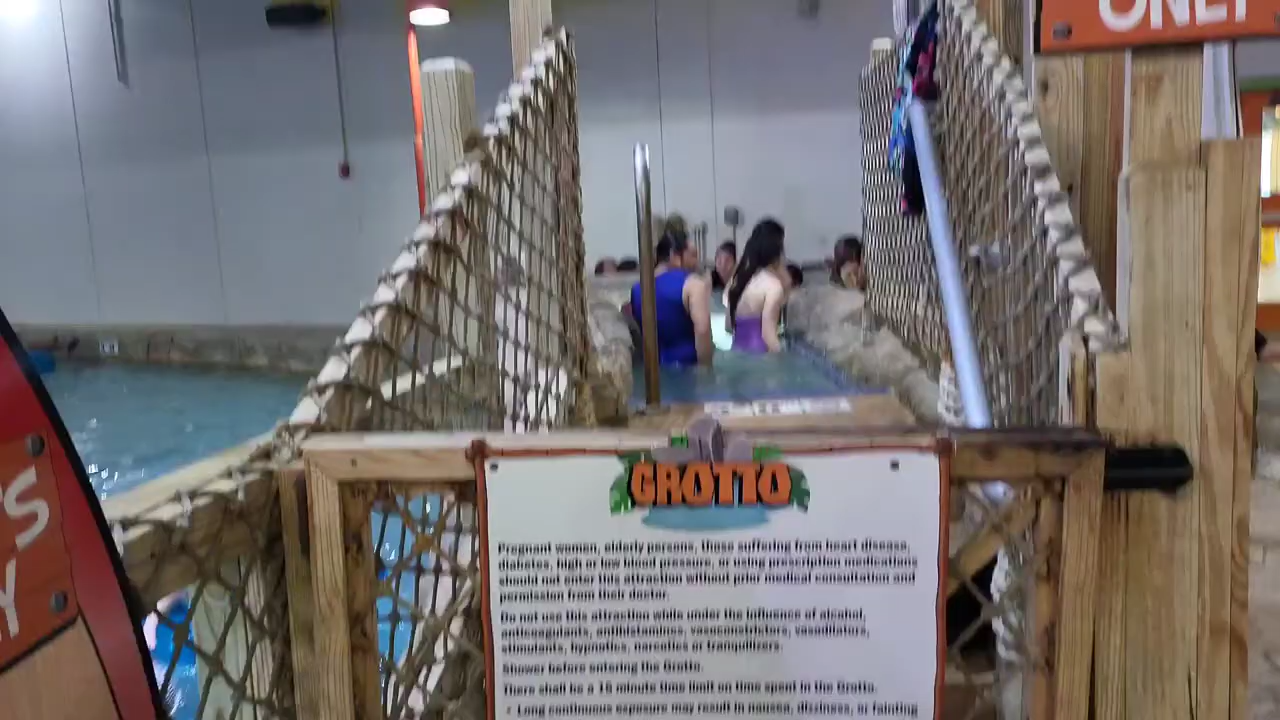 ONLY
S
Y
GROTTO
Pregnant women, elderly persons, those suffering from heart disease,
diabetes, high or low blood pressure, or using prescription medication
should not enter this attraction without prior medical consultation and
permission from their doctor.
Do not use this attraction while under the influence of alcohol,
anticoagulants, antihistamines, vasoconstrictors, vasodilators,
stimulants, hypnotics, narcotics or tranquilizers.
Shower before entering the Grotto.
There shall be a 15 minute time limit on time spent in the Grotto.
• Long continuous exposure may result in nausea, dizziness, or fainting